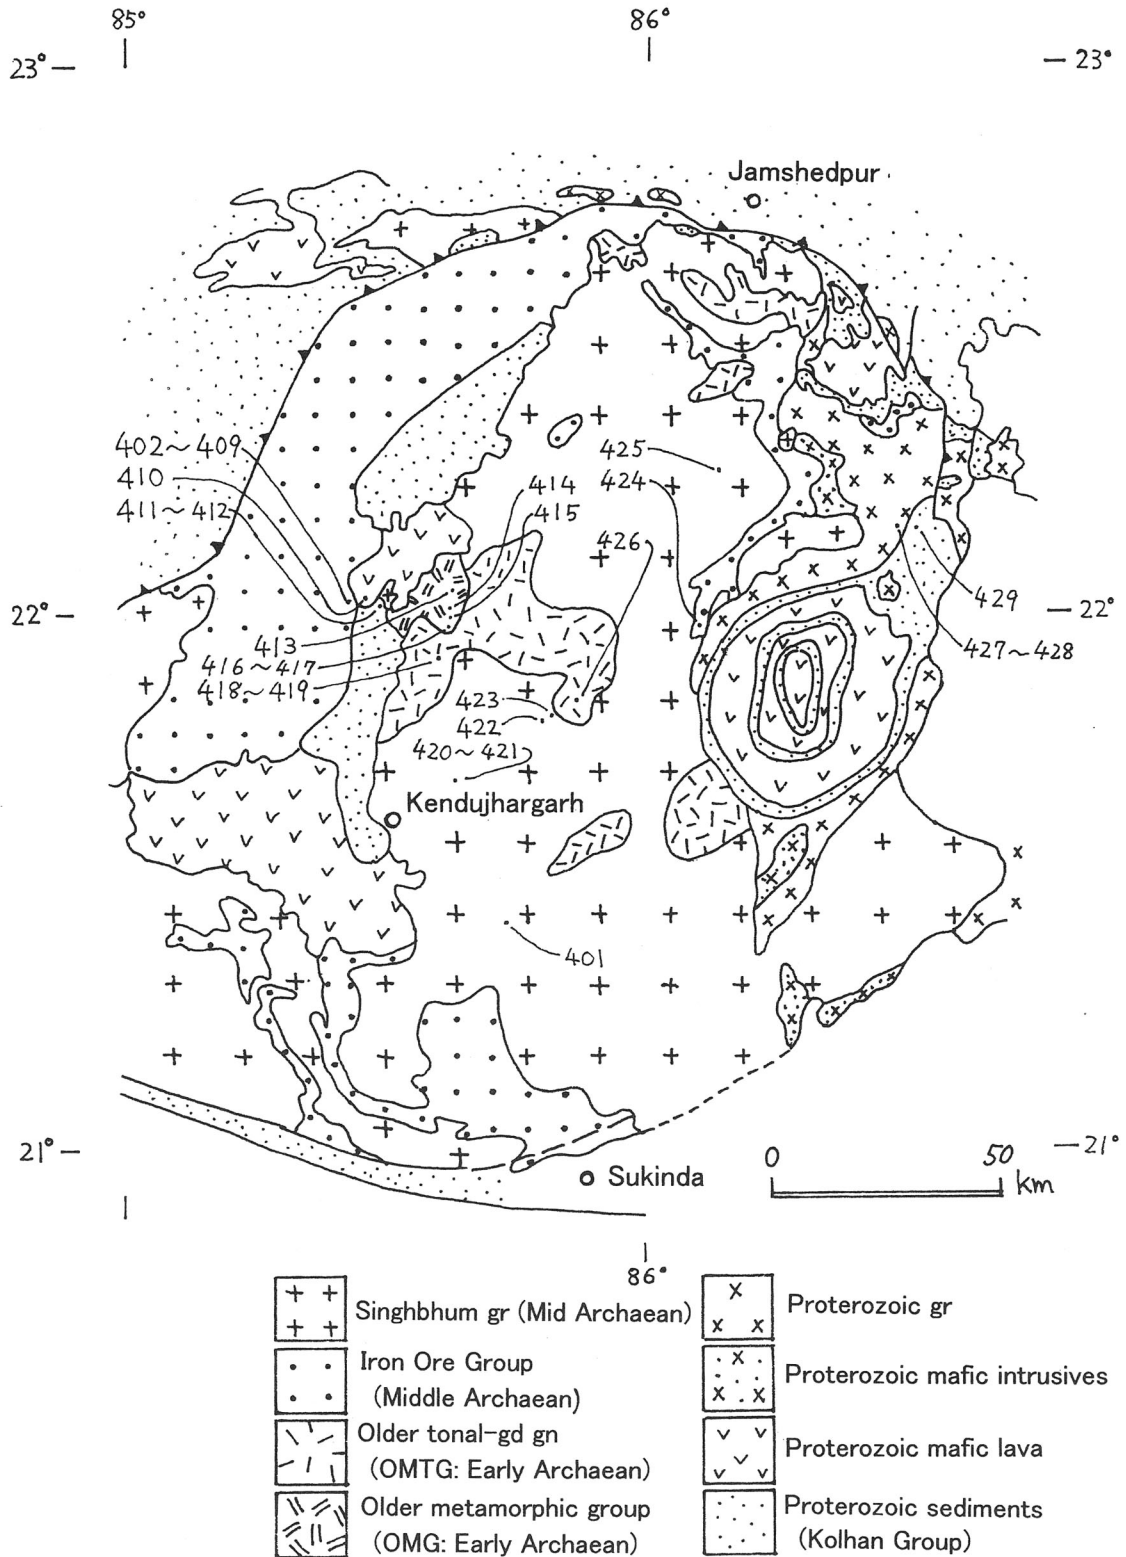 85°
86°
23°
23°
Jamshedpur
402~409
410
411~412
425
424
414
415
426
22°
22°
429
427~428
413
416~417
418~419
423
422
420~421
Kendujhargarh
401
21°
21°
Sukinda
0 50 km
86°
Singhbhum gr (Mid Archaean)
Iron Ore Group
(Middle Archaean)
Older tonal-gd gn
(OMTG: Early Archaean)
Older metamorphic group
(OMG: Early Archaean)
Proterozoic gr
Proterozoic mafic intrusives
Proterozoic mafic lava
Proterozoic sediments
(Kolhan Group)